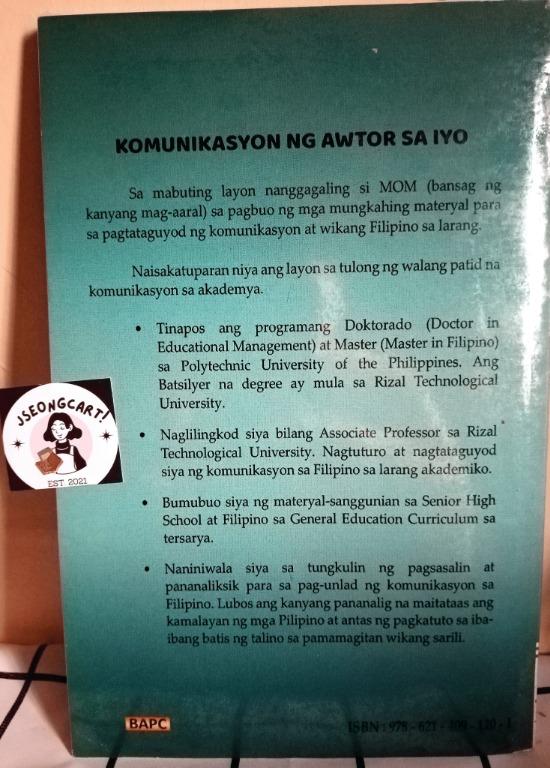 KOMUNIKASYON NG AWTOR SA IYO
Sa mabuting layon nanggagaling si MOM (bansag ng
kanyang mag-aaral) sa pagbuo ng mga mungkahing materyal para
sa pagtataguyod ng komunikasyon at wikang Filipino sa larang.
Naisakatuparan niya ang layon sa tulong ng walang patid na
komunikasyon sa akademya.
• Tinapos ang programang Doktorado (Doctor in
Educational Management) at Master (Master in Filipino)
sa Polytechnic University of the Philippines. Ang
Batsilyer na degree ay mula sa Rizal Technological
University.
• Naglilingkod siya bilang Associate Professor sa Rizal
Technological University. Nagtuturo at nagtataguyod
siya ng komunikasyon sa Filipino sa larang akademiko.
• Bumubuo siya ng materyal-sanggunian sa Senior High
School at Filipino sa General Education Curriculum sa
tersarya.
• Naniniwala siya sa tungkulin ng pagsasalin at
pananaliksik para sa pag-unlad ng komunikasyon sa
Filipino. Lubos ang kanyang pananalig na maitataas ang
kamalayan ng mga Pilipino at antas ng pagkatuto sa iba-
ibang batis ng talino sa pamamagitan wikang sarili.
JSEONGCART!
EST 2021
BAPC
ISBN : 978 - 621 -